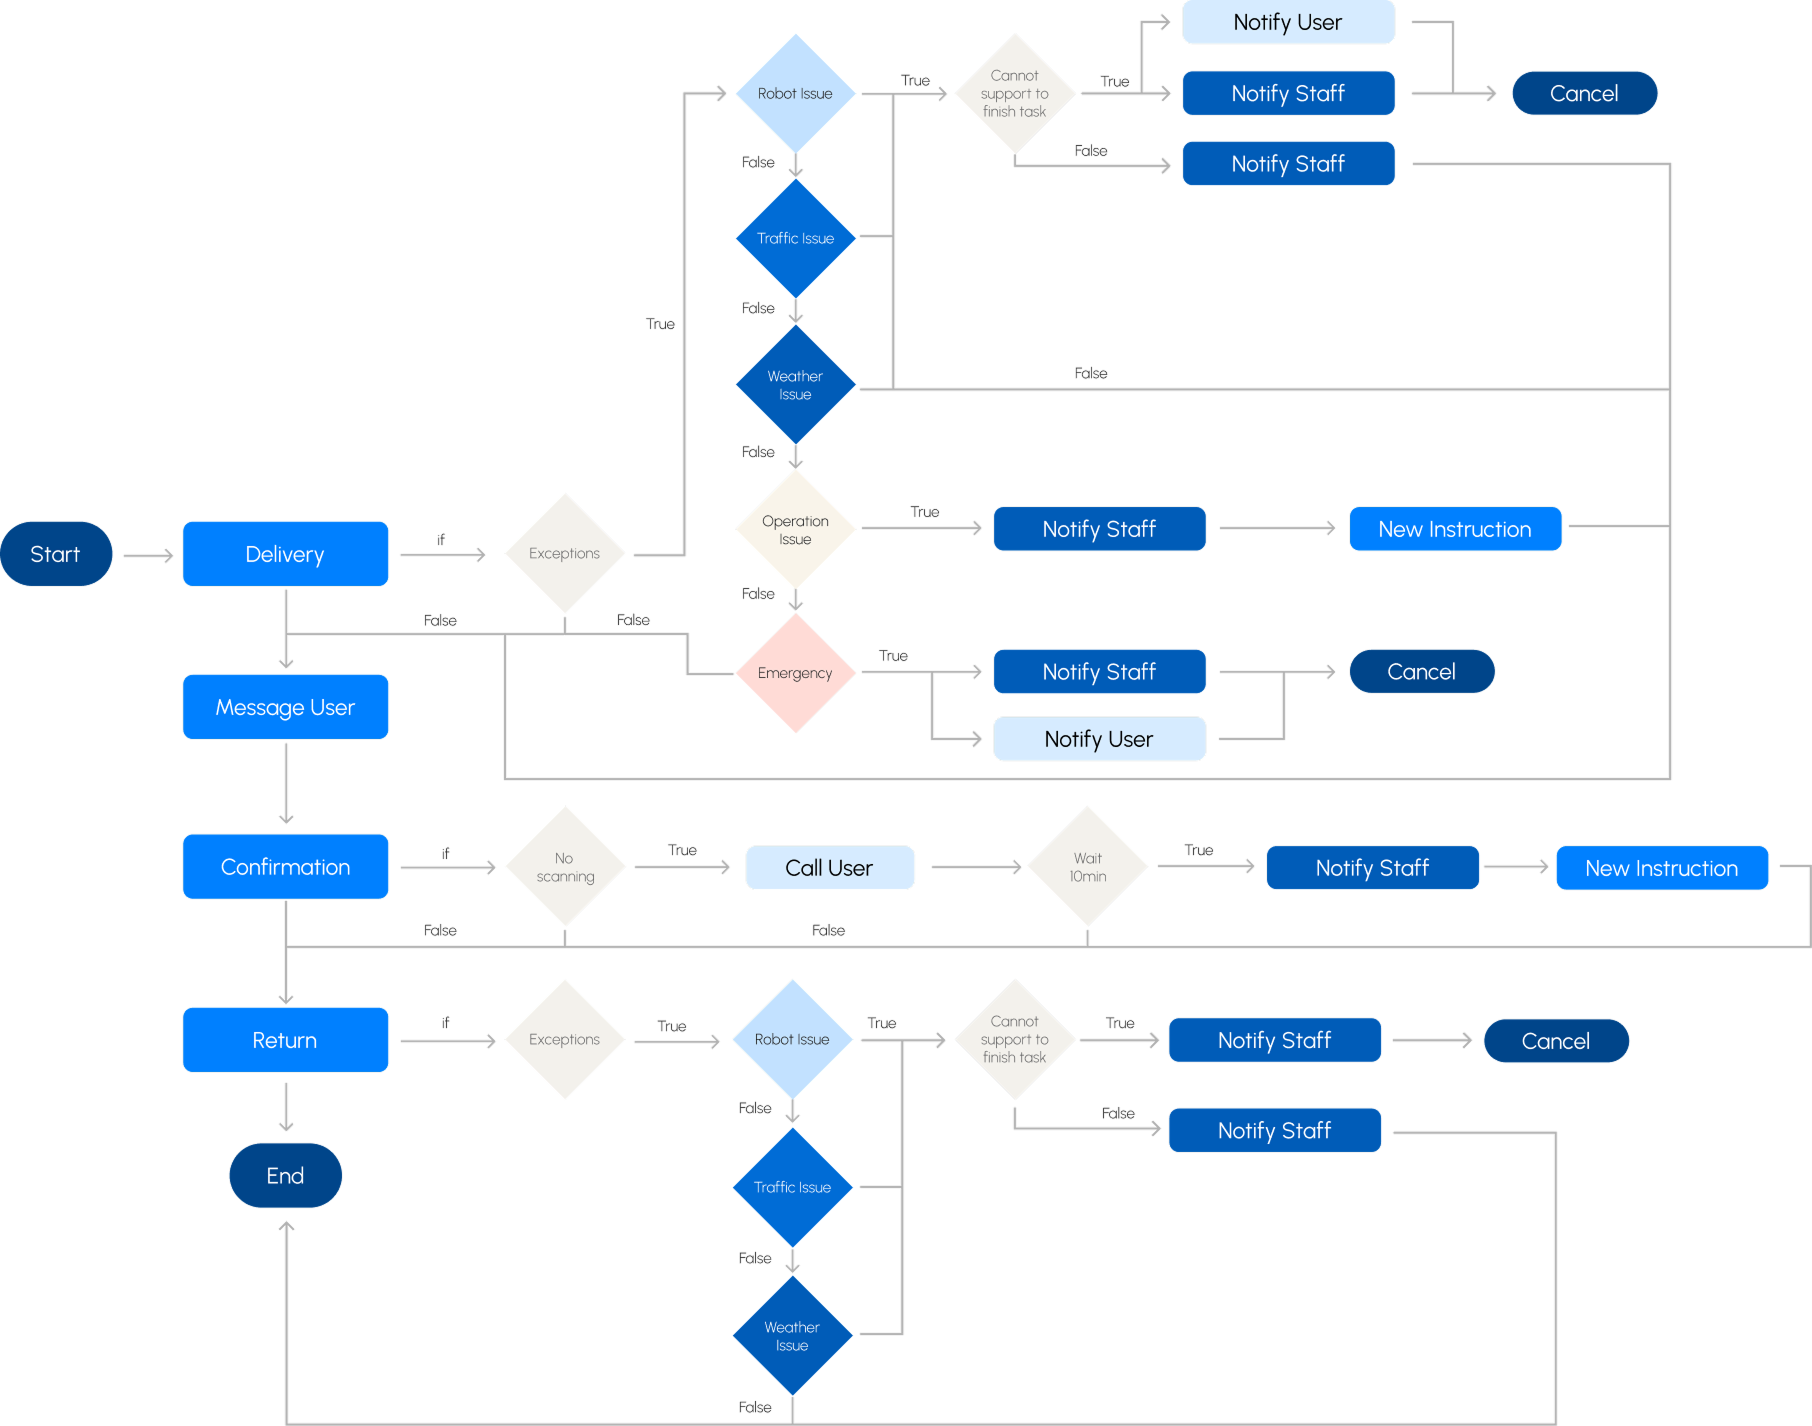 Notify User
Robot Issue
True
Cannot
support to
finish task
True
Notify Staff
Cancel
False
False
Notify Staff
Traffic Issue
False
True
Weather
Issue
False
False
Operation
Issue
True
Notify Staff
New Instruction
Start
Delivery
if
Exceptions
False
False
False
Emergency
True
Notify Staff
Cancel
Message User
Notify User
Confirmation
if
No
scanning
True
Call User
Wait
10min
True
Notify Staff
New Instruction
False
False
Return
if
Exceptions
True
Robot Issue
True
Cannot
support to
finish task
True
Notify Staff
Cancel
False
False
Notify Staff
End
Traffic Issue
False
Weather
Issue
False